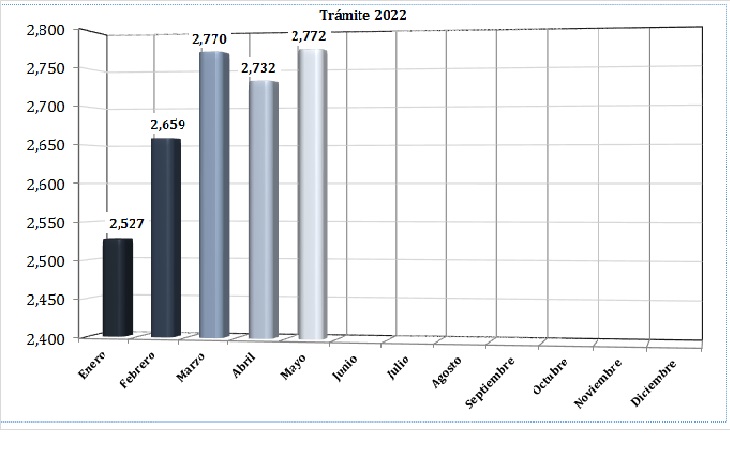 Trámite 2022
2,800
2,750
2,700
2,650
2,600
2,550
2,500
2,450
2,400
2,527
2,659
2,770
2,732
2,772
Enero
Febrero
Marzo
Abril
Mayo
Junio
Julio
Agosto
Septiembre
Octubre
Noviembre
Diciembre